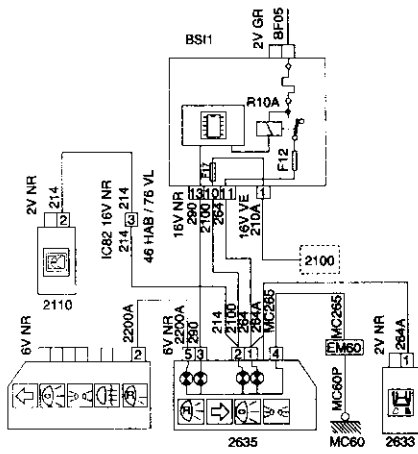 2V GR
BF05
BSI1
R10A
F12
F17
13 10 11
1
16V NR
290
2100
264
16V VE
210A
2100
2V NR
214
2
IC82 16V NR
214
3
214
46 HAB / 76 VL
2110
6V NR
2200A
2
6V NR
2200A
290
5 3
214
2100
264
264A
MC265
2 1
4
2635
MC265
EM60
MC60P
MC60
2V NR
264A
1
2633